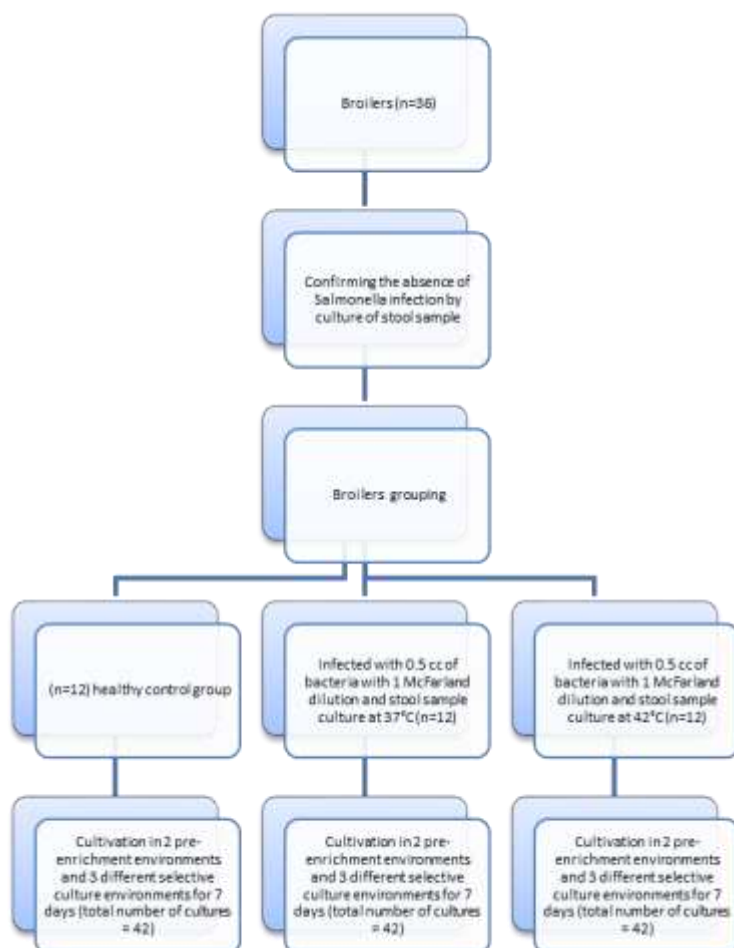 Broilers (n=36)
Confirming the absence of
Salmonella infection by
culture of stool sample
Broilers grouping
(n=12) healthy control group
Infected with 0.5 cc of
bacteria with 1 McFarland
dilution and stool sample
culture at 37°C (n=12)
Infected with 0.5 cc of
bacteria with 1 McFarland
dilution and stool sample
culture at 42°C (n=12)
Cultivation in 2 pre-
enrichment environments
and 3 different selective
culture environments for 7
days (total number of cultures
= 42)
Cultivation in 2 pre-
enrichment environments
and 3 different selective
culture environments for 7
days (total number of cultures
= 42)
Cultivation in 2 pre-
enrichment environments
and 3 different selective
culture environments for 7
days (total number of cultures
= 42)